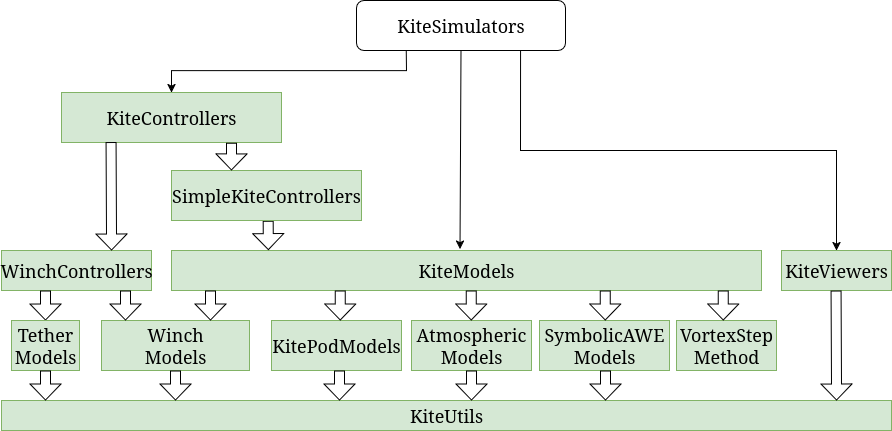 KiteSimulators
KiteControllers
SimpleKiteControllers
WinchControllers
KiteModels
KiteViewers
Tether
Models
Winch
Models
KitePodModels
Atmospheric
Models
SymbolicAWE
Models
VortexStep
Method
KiteUtils